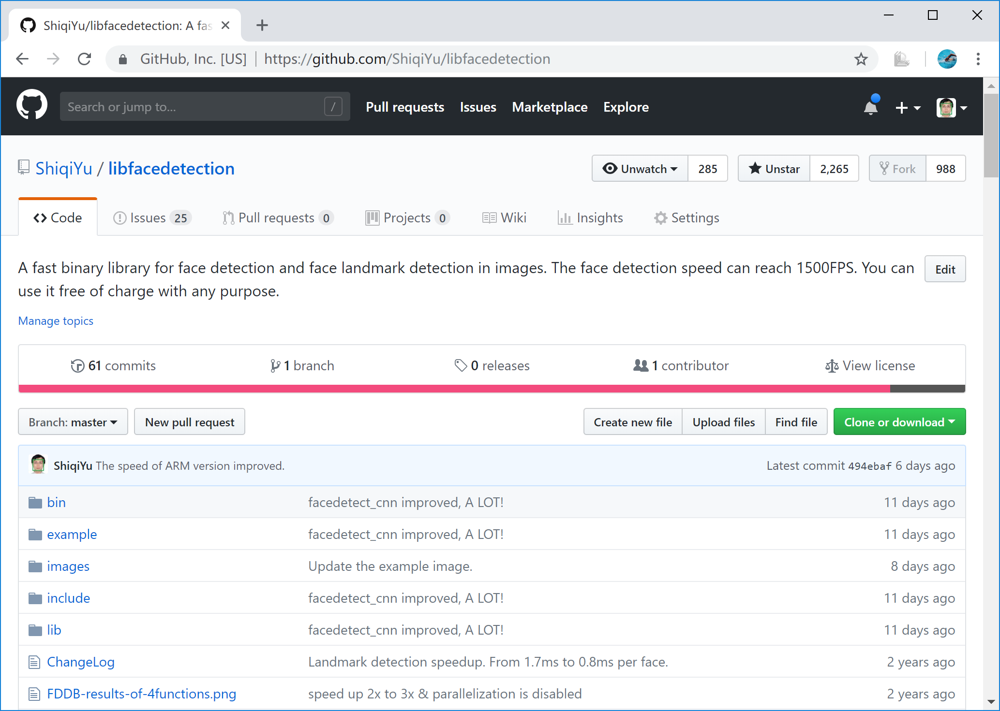 ShiqiYu/libfacedetection: A fas
GitHub, Inc. [US] https://github.com/ShiqiYu/libfacedetection
Search or jump to... / Pull requests Issues Marketplace Explore
ShiqiYu / libfacedetection Unwatch 285 Unstar 2,265 Fork 988
Code Issues 25 Pull requests 0 Projects 0 Wiki Insights Settings
A fast binary library for face detection and face landmark detection in images. The face detection speed can reach 1500FPS. You can Edit
use it free of charge with any purpose.
Manage topics
61 commits 1 branch 0 releases 1 contributor View license
Branch: master New pull request Create new file Upload files Find file Clone or download
ShiqiYu The speed of ARM version improved. Latest commit 494ebaf 6 days ago
bin facedetect_cnn improved, A LOT! 11 days ago
example facedetect_cnn improved, A LOT! 11 days ago
images Update the example image. 8 days ago
include facedetect_cnn improved, A LOT! 11 days ago
lib facedetect_cnn improved, A LOT! 11 days ago
ChangeLog Landmark detection speedup. From 1.7ms to 0.8ms per face. 2 years ago
FDDB-results-of-4functions.png speed up 2x to 3x & parallelization is disabled 2 years ago